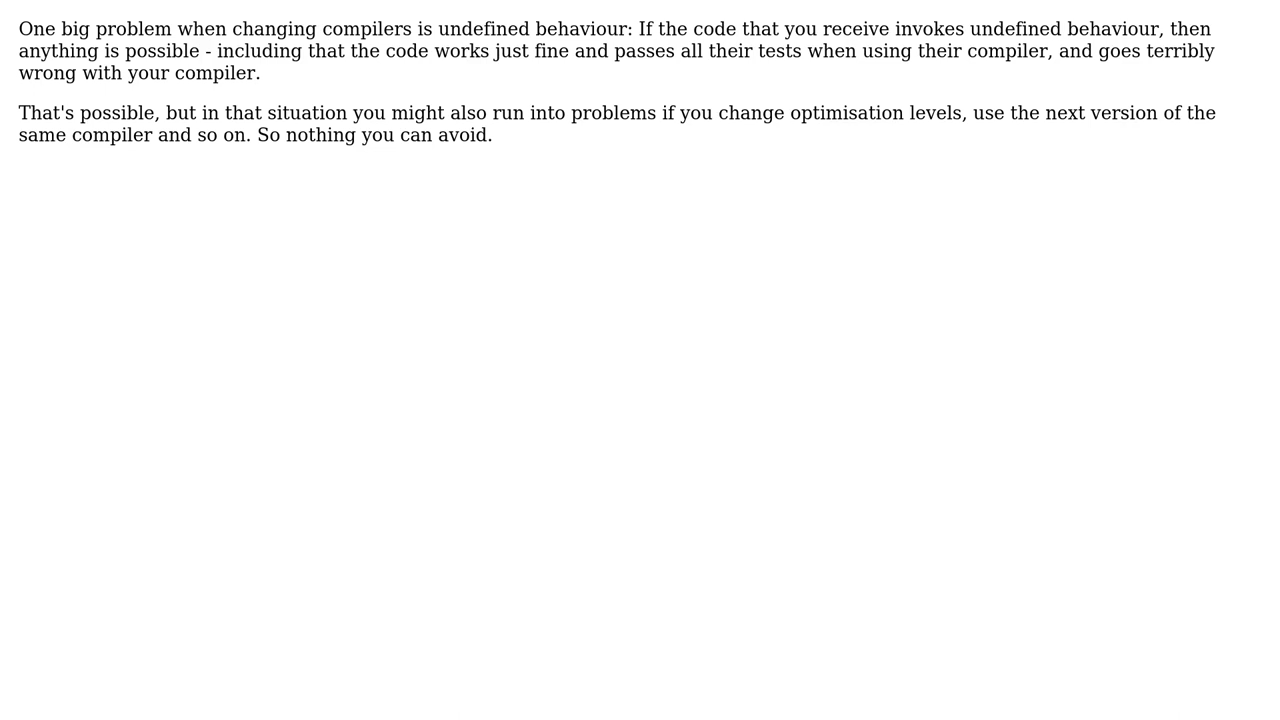 One big problem when changing compilers is undefined behaviour: If the code that you receive invokes undefined behaviour, then
anything is possible - including that the code works just fine and passes all their tests when using their compiler, and goes terribly
wrong with your compiler.
That's possible, but in that situation you might also run into problems if you change optimisation levels, use the next version of the
same compiler and so on. So nothing you can avoid.